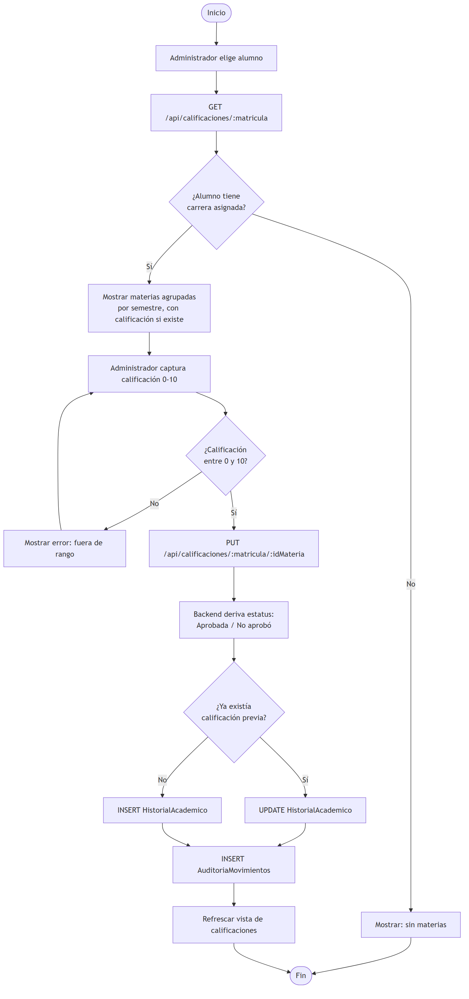 Inicio
Administrador elige alumno
GET
/api/calificaciones/:matricula
¿Alumno tiene
carrera asignada?
Sí
Mostrar materias agrupadas
por semestre, con
calificación si existe
Administrador captura
calificación 0-10
¿Calificación
entre 0 y 10?
No
Sí
Mostrar error: fuera de
rango
PUT
/api/calificaciones/:matricula/:idMateria
No
Backend deriva estatus:
Aprobada / No aprobó
¿Ya existía
calificación previa?
No
Sí
INSERT HistorialAcademico
UPDATE HistorialAcademico
INSERT
AuditoriaMovimientos
Refrescar vista de
calificaciones
Mostrar: sin materias
Fin